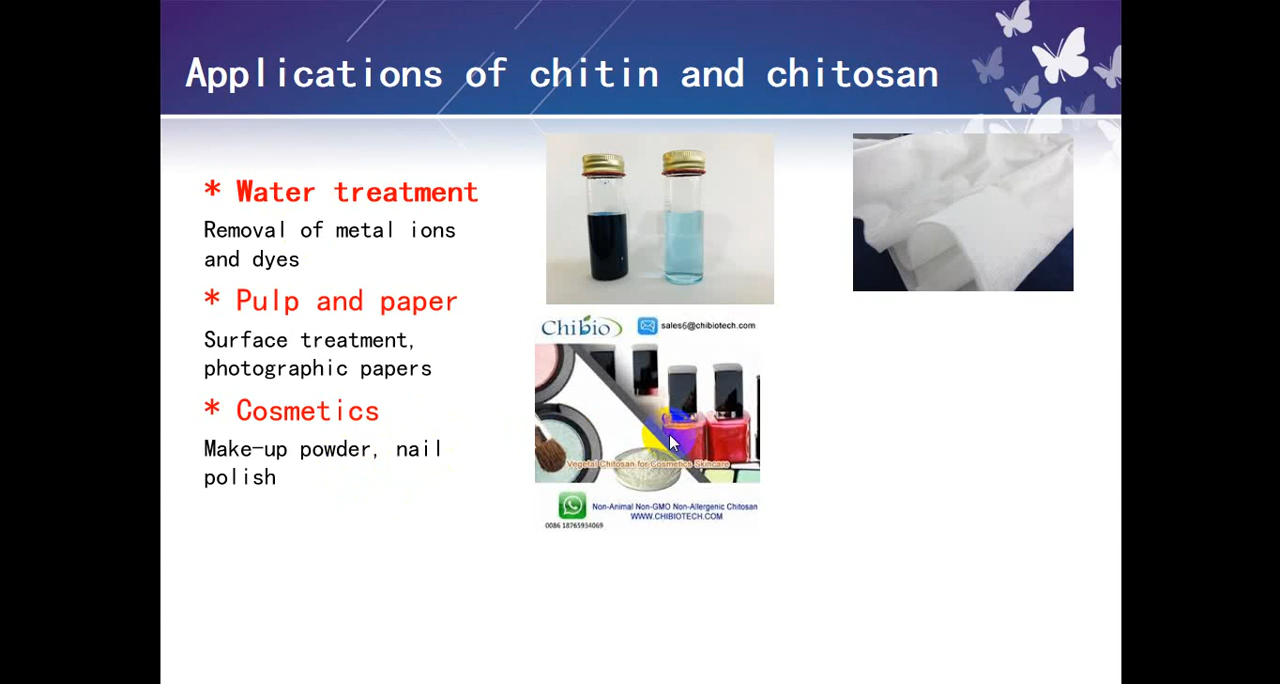 Applications of chitin and chitosan
* Water treatment
Removal of metal ions
and dyes
* Pulp and paper
Surface treatment,
photographic papers
* Cosmetics
Make-up powder, nail
polish
Chibio
sales6@chibiotech.com
Vegetal Chitosan for Cosmetics Skincare
Non-Animal Non-GMO Non-Allergenic Chitosan
WWW.CHIBIOTECH.COM
0086 18765934069